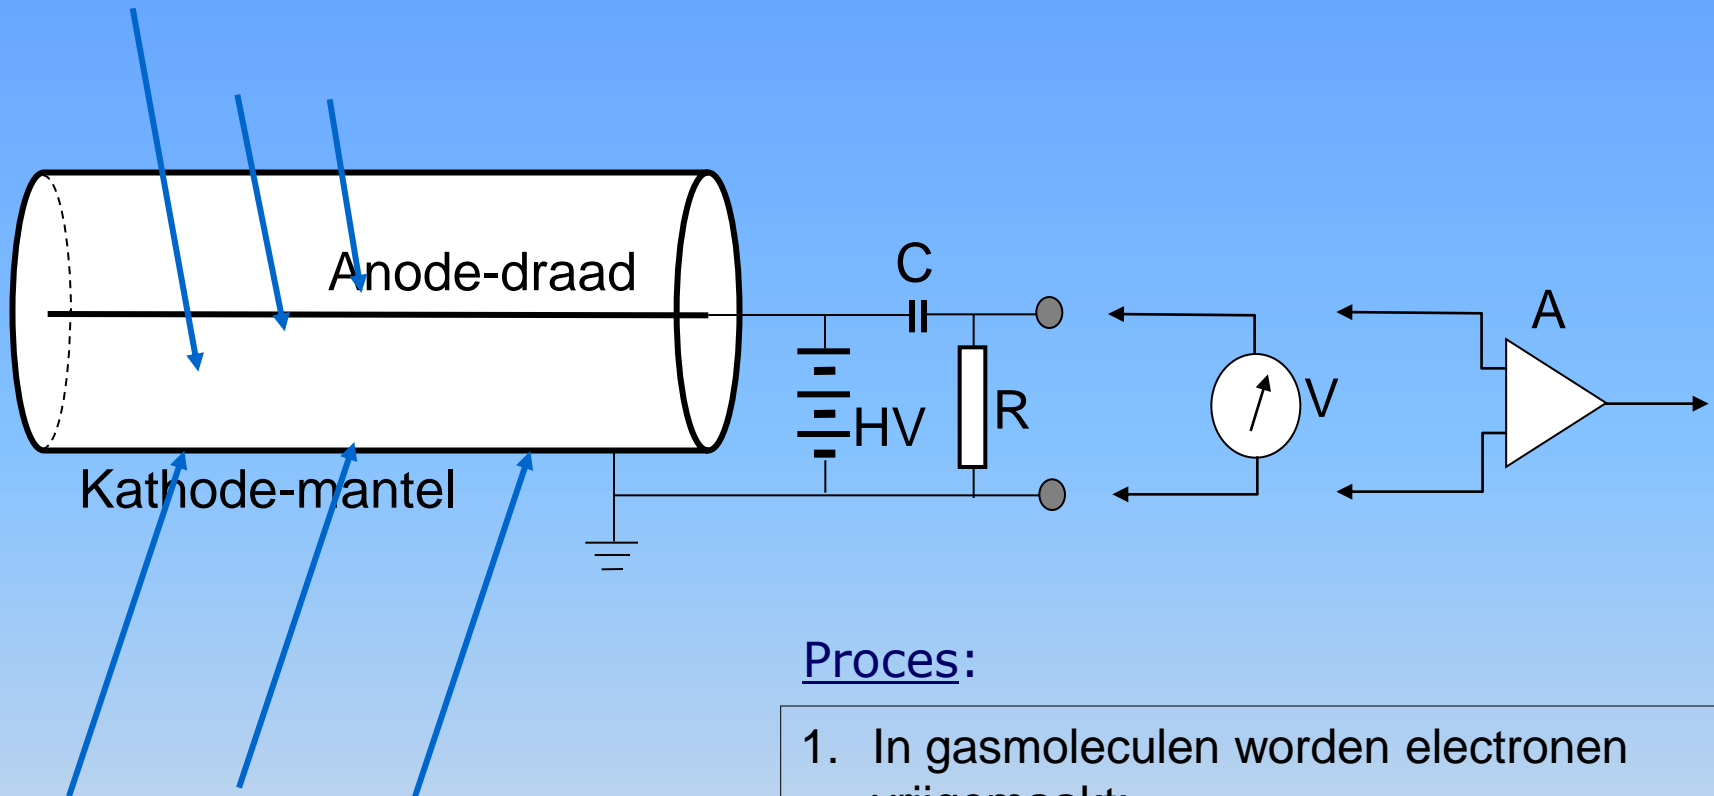 Anode-draad
C
A
HV
R
V
Kathode-mantel
Proces:
1. In gasmoleculen worden electronen